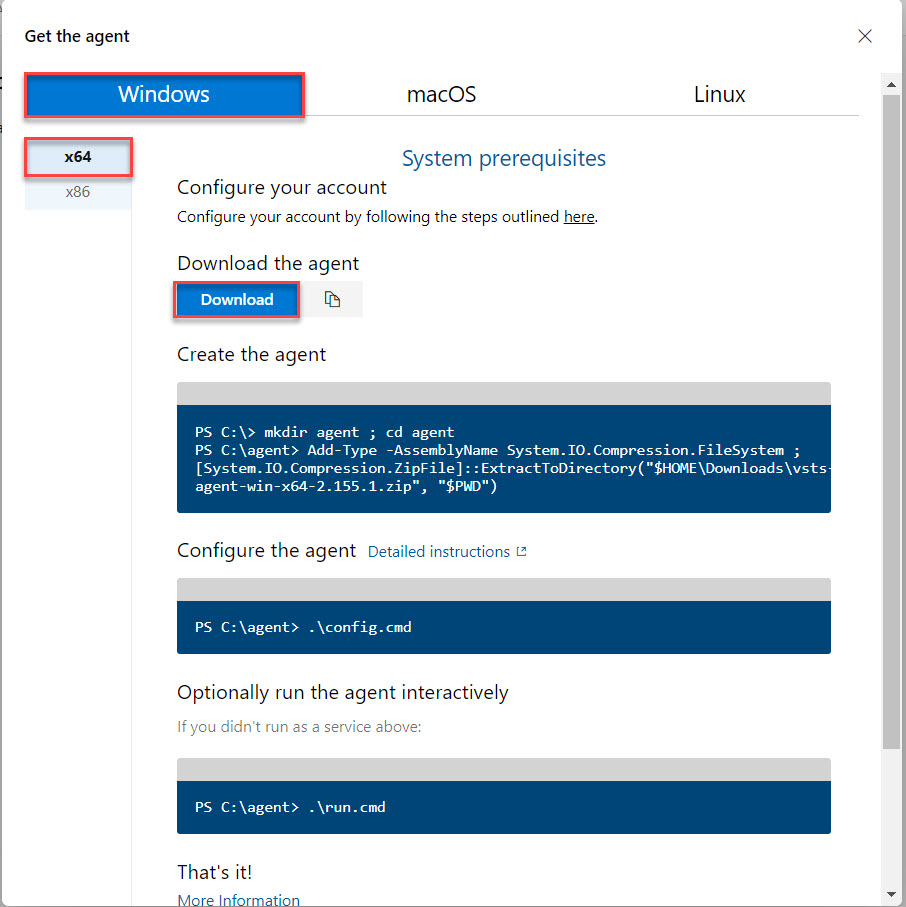 Get the agent
Windows
macOS
Linux
x64
x86
System prerequisites
Configure your account
Configure your account by following the steps outlined here.
Download the agent
Download
Create the agent
PS C:\> mkdir agent ; cd agent
PS C:\agent> Add-Type -AssemblyName System.IO.Compression.FileSystem ;
[System.IO.Compression.ZipFile]::ExtractToDirectory("$HOME\Downloads\vsts-
agent-win-x64-2.155.1.zip", "$PWD")
Configure the agent Detailed instructions
PS C:\agent> .\config.cmd
Optionally run the agent interactively
If you didn't run as a service above:
PS C:\agent> .\run.cmd
That's it!
More Information